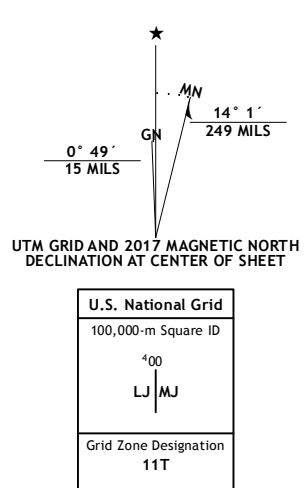 MN
GN
14° 1´
249 MILS
0° 49´
15 MILS
UTM GRID AND 2017 MAGNETIC NORTH
DECLINATION AT CENTER OF SHEET
U.S. National Grid
100,000-m Square ID
⁴00
LJ MJ
Grid Zone Designation
11T